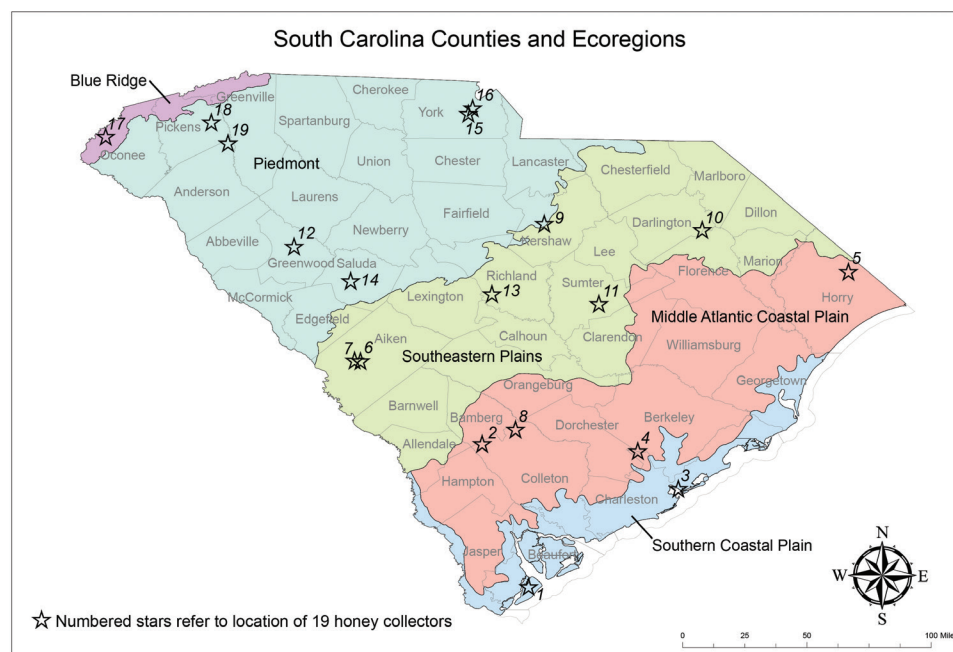 South Carolina Counties and Ecoregions
Blue Ridge
Greenville
Cherokee
16
York
15
18
Pickens
17
Oconee
19
Spartanburg
Piedmont
Union
Chester
Lancaster
Chesterfield
Marlboro
Anderson
Laurens
Fairfield
9
Kershaw
Darlington
10
Dillon
Abbeville
12
Newberry
Lee
Greenwood
Saluda
14
Richland
13
Sumter
11
Florence
Marion
5
Horry
McCormick
Lexington
Edgefield
Calhoun
Clarendon
Middle Atlantic Coastal Plain
Aiken
7
6
Southeastern Plains
Williamsburg
Orangeburg
Georgetown
Barnwell
Bamberg
8
2
Dorchester
Berkeley
4
Allendale
Hampton
Colleton
3
Charleston
Southern Coastal Plain
Jasper
Beaufort
1
N
W
E
S
Numbered stars refer to location of 19 honey collectors
0 25 50 100 Mile